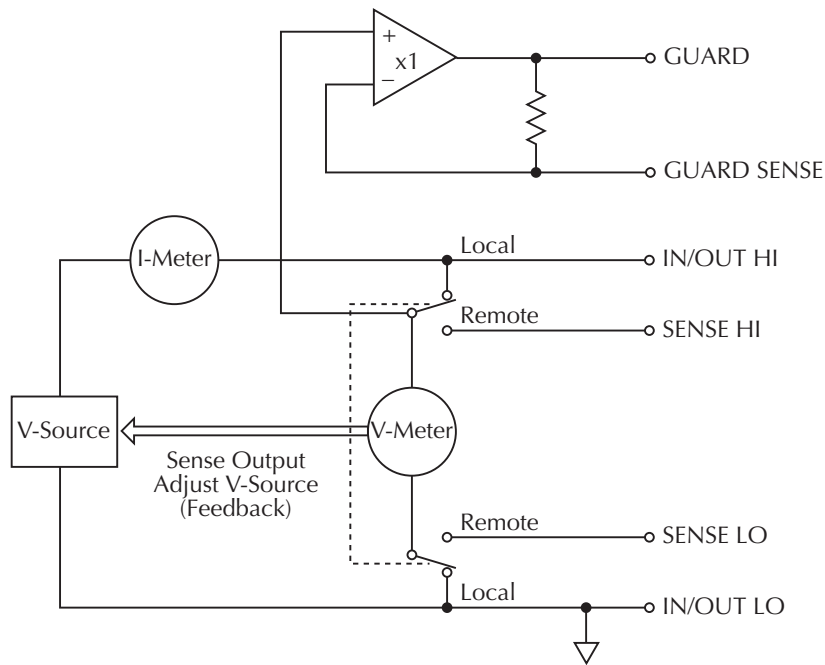 +
x1
−
GUARD
GUARD SENSE
I-Meter
Local
IN/OUT HI
Remote
SENSE HI
V-Source
V-Meter
Sense Output
Adjust V-Source
(Feedback)
Remote
SENSE LO
Local
IN/OUT LO